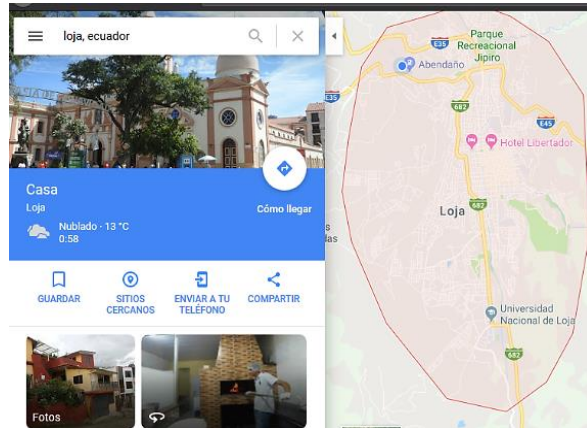 loja, ecuador
Casa
Loja
Cómo llegar
Nublado · 13 °C
0:58
GUARDAR
SITIOS
CERCANOS
ENVIAR A TU
TELÉFONO
COMPARTIR
Fotos
Parque
Recreacional
Jipiro
E35
Abendaño
682
E35
E45
Hotel Libertador
Loja
682
Universidad
Nacional de Loja
682